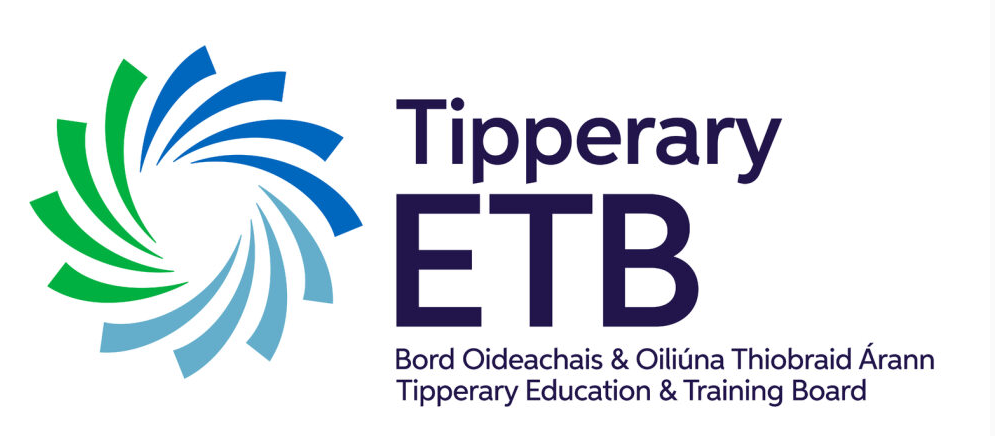 Tipperary
ETB
Bord Oideachais & Oiliúna Thiobraid Árann
Tipperary Education & Training Board